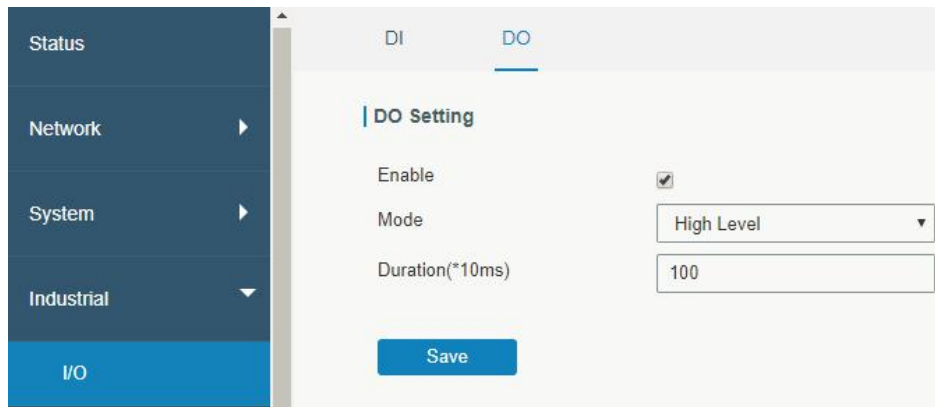 Status
Network
System
Industrial
I/O
DI DO
DO Setting
Enable
Mode High Level
Duration(*10ms) 100
Save